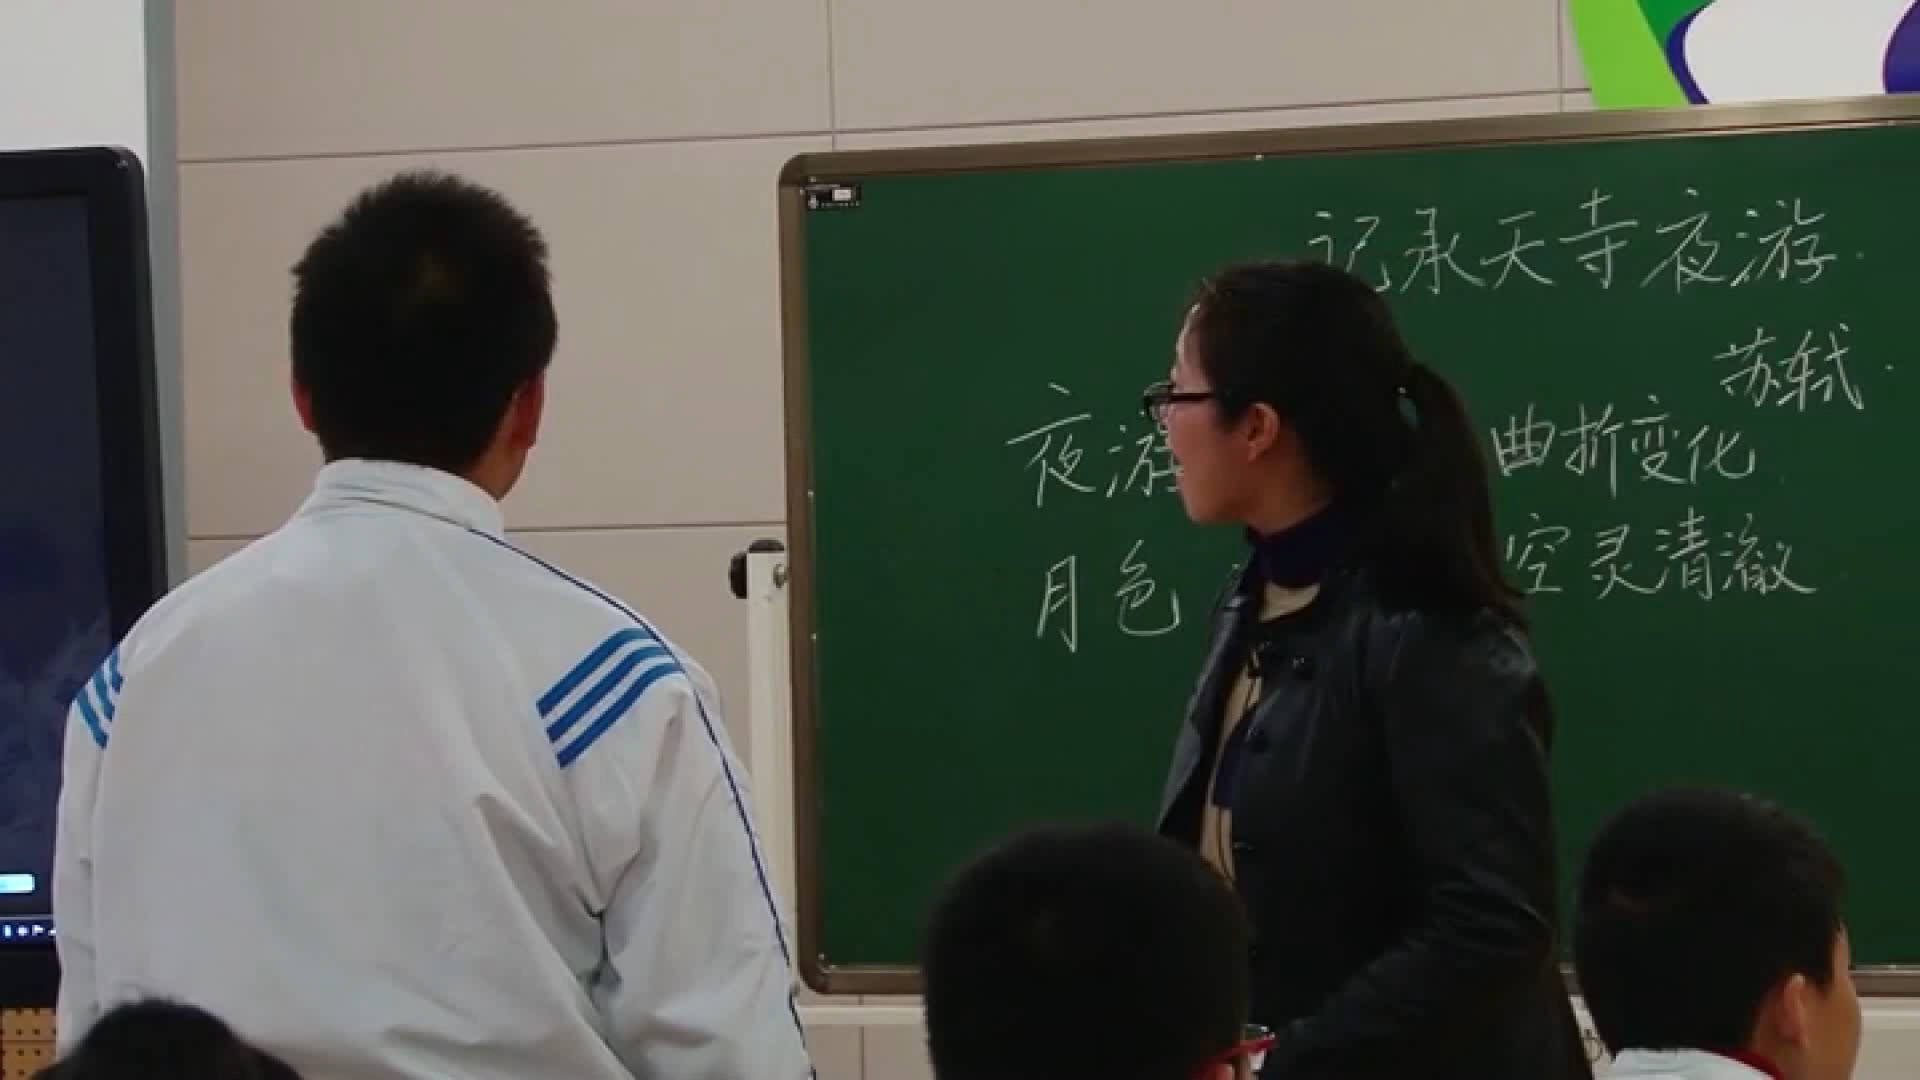 记承天寺夜游
苏轼
夜游 曲折变化
月色 空灵清澈